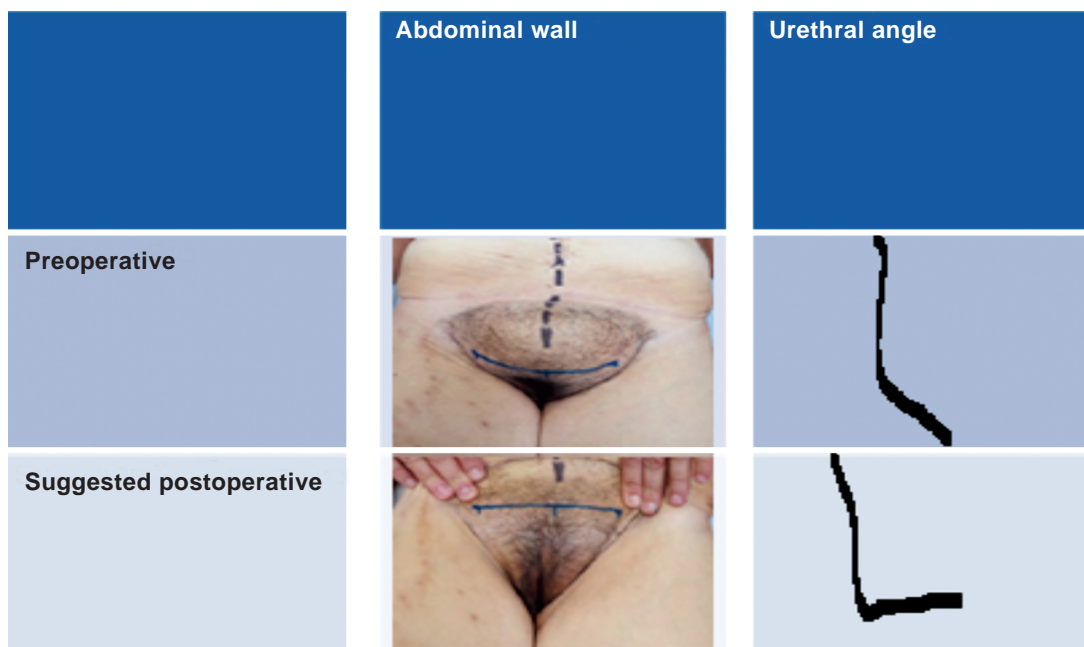 Abdominal wall
Urethral angle
Preoperative
Suggested postoperative